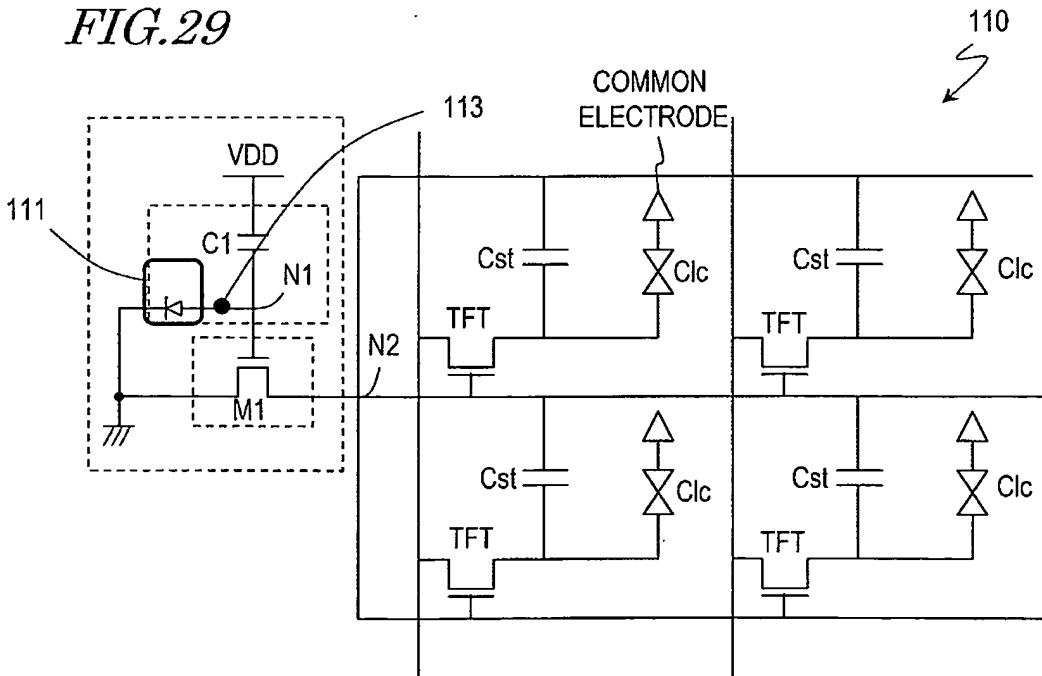 FIG.29
110
COMMON
ELECTRODE
113
VDD
111
C1
N1
Cst
Clc
Cst
Clc
TFT
TFT
N2
M1
Cst
Clc
Cst
Clc
TFT
TFT